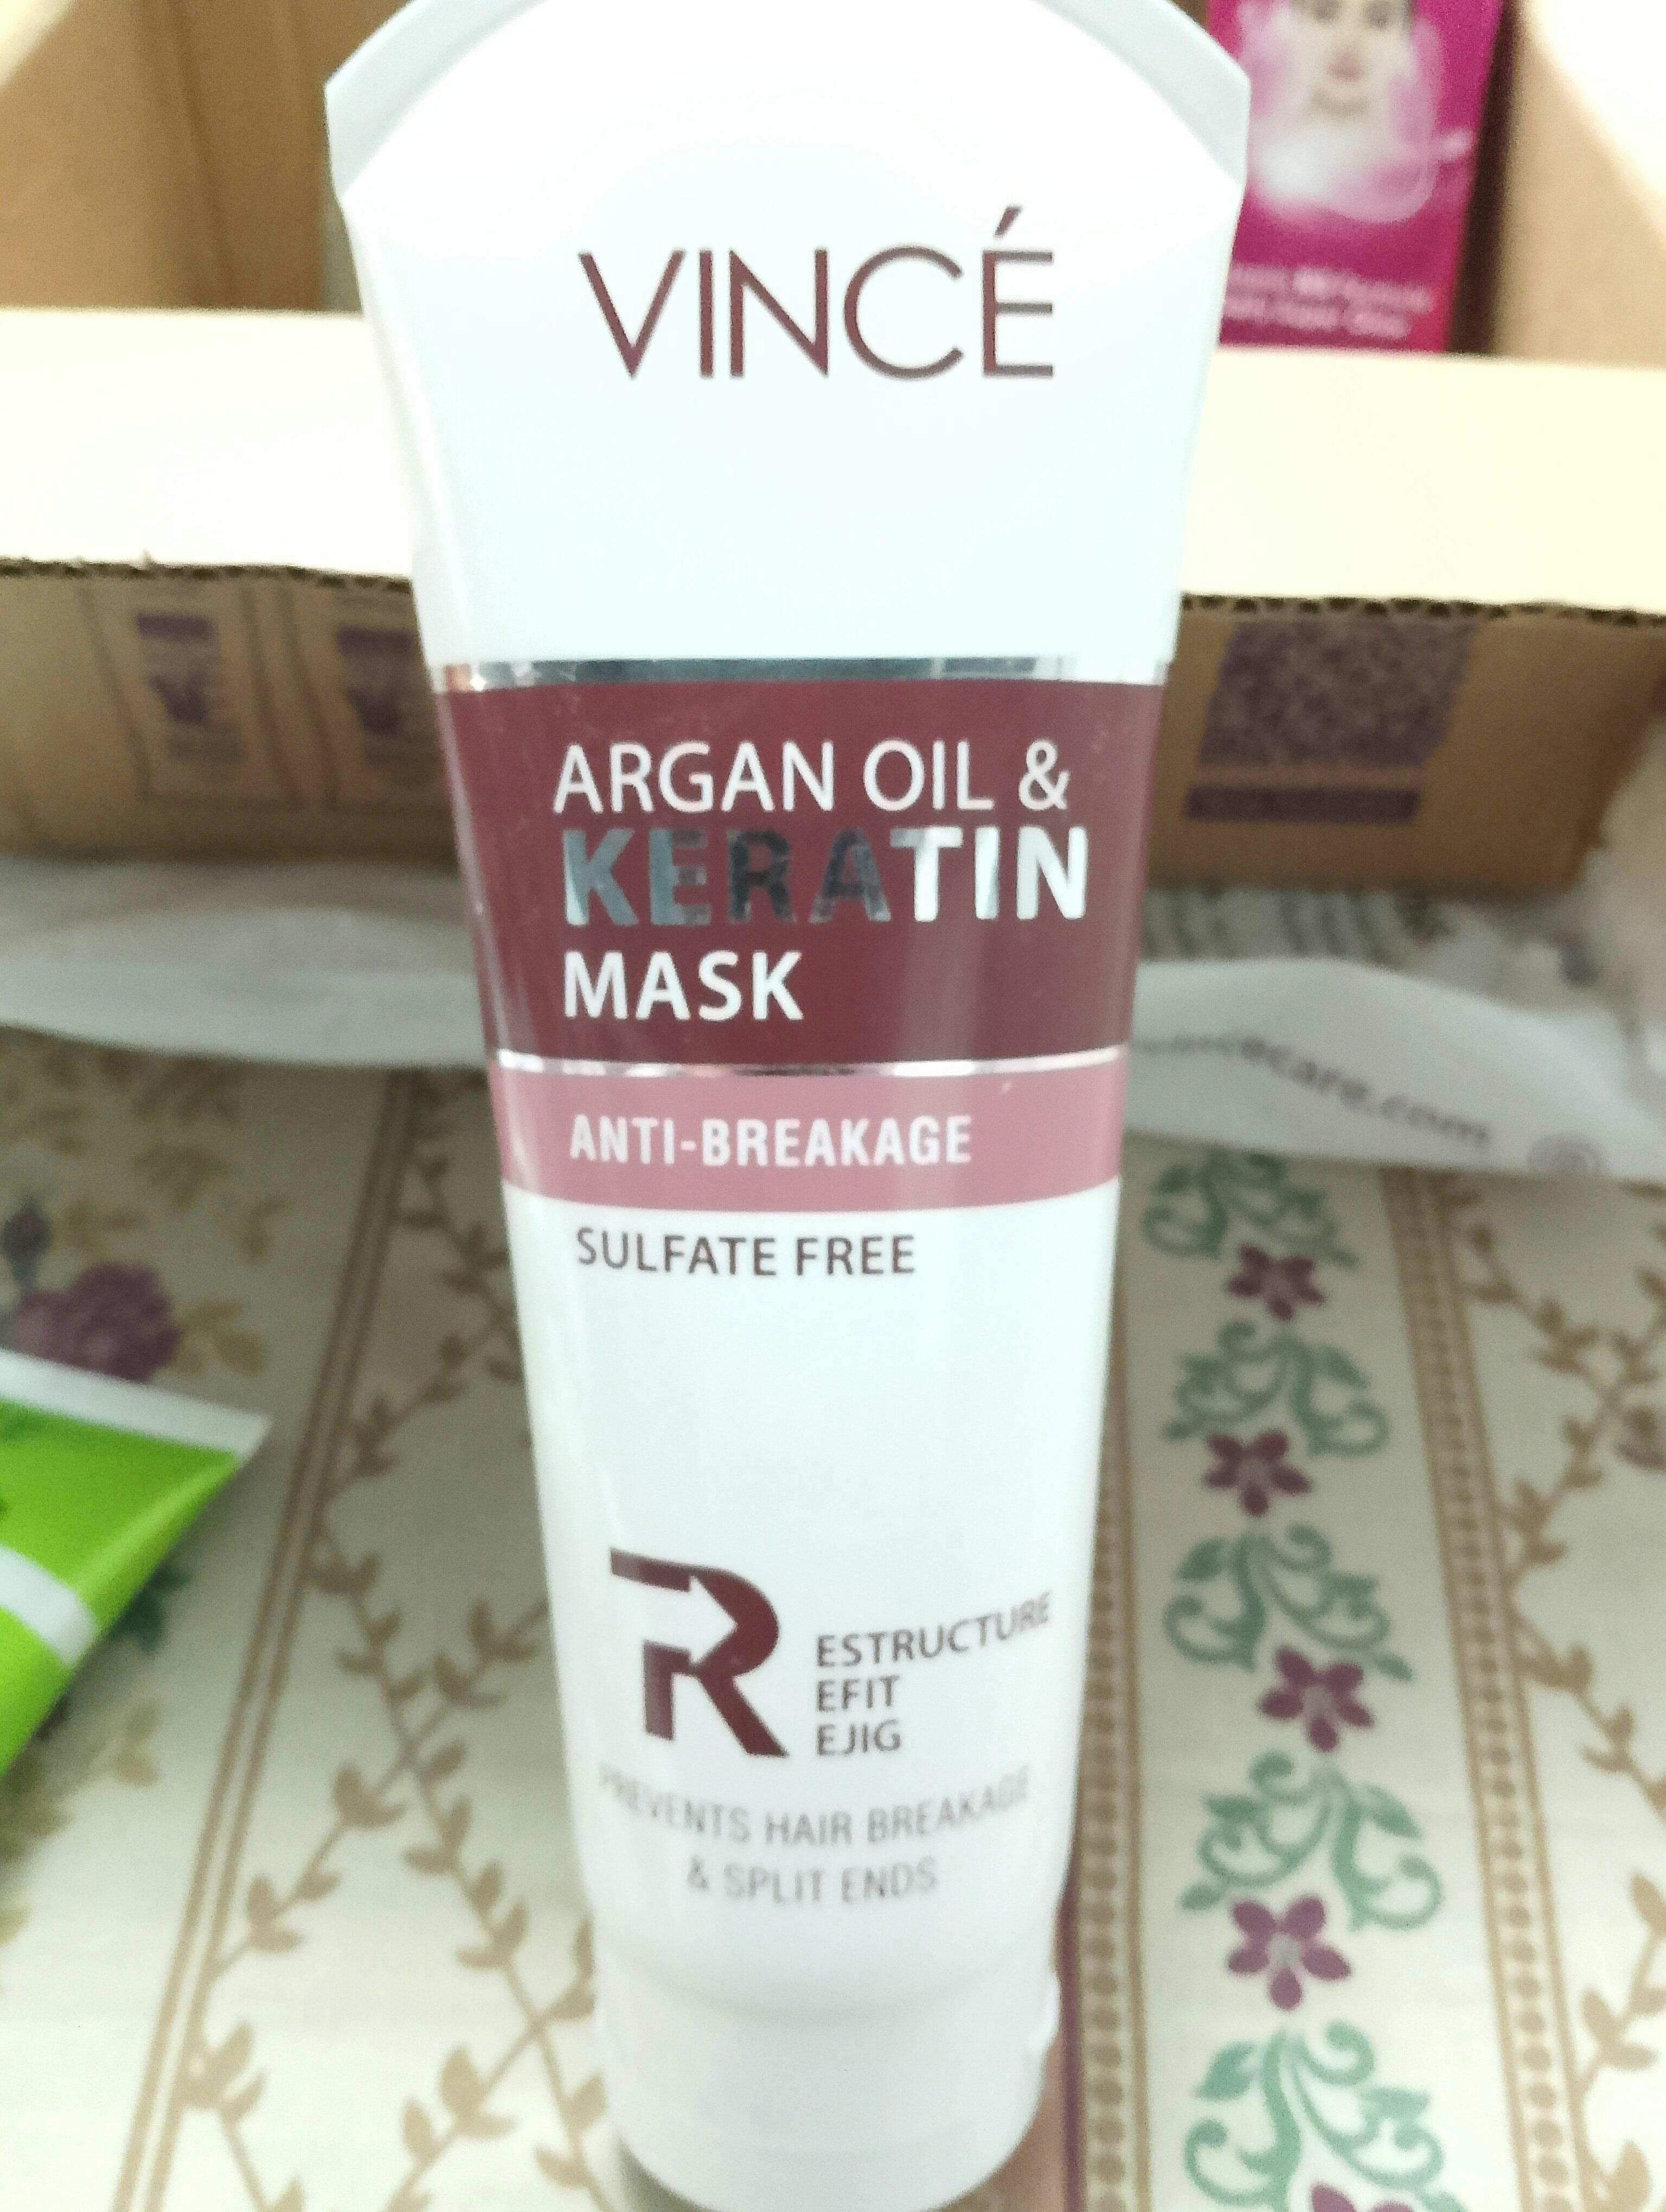 VINCÉ
ARGAN OIL &
KERATIN
MASK
ANTI-BREAKAGE
SULFATE FREE
R ESTRUCTURE
EFIT
EJIG
PREVENTS HAIR BREAKAGE
& SPLIT ENDS